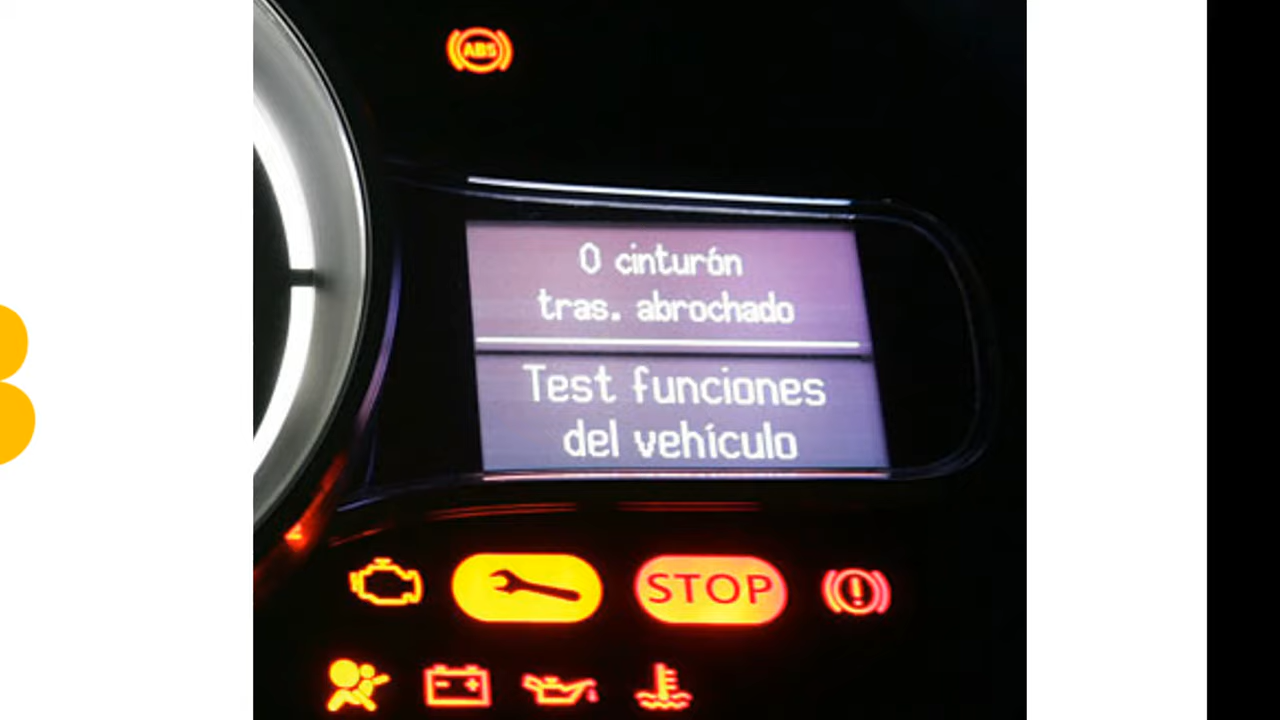 ABS
0 cinturón
tras. abrochado
Test funciones
del vehículo
STOP